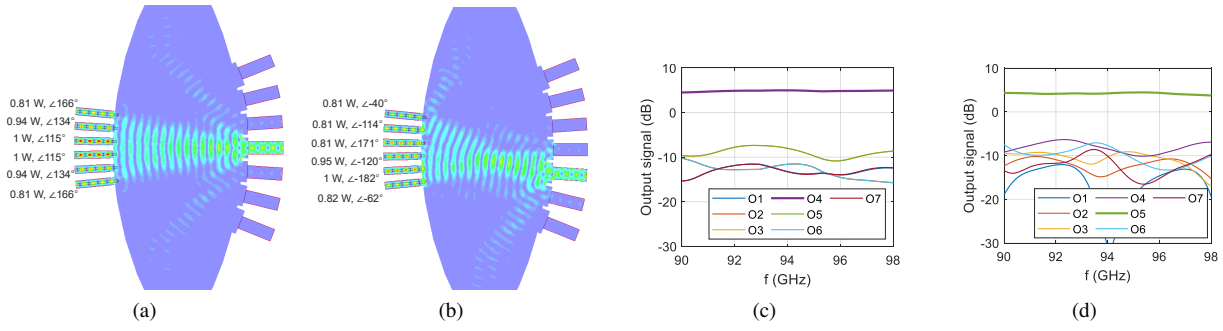 0.81 W, ∠166°
0.94 W, ∠134°
1 W, ∠115°
1 W, ∠115°
0.94 W, ∠134°
0.81 W, ∠166°
(a)
0.81 W, ∠-40°
0.81 W, ∠-114°
0.81 W, ∠171°
0.95 W, ∠-120°
1 W, ∠-182°
0.82 W, ∠-62°
(b)
Output signal (dB)
10
0
-10
-20
-30
90
92
94
96
98
f (GHz)
O1
O4
O7
O2
O5
O3
O6
(c)
Output signal (dB)
10
0
-10
-20
-30
90
92
94
96
98
f (GHz)
O1
O4
O7
O2
O5
O3
O6
(d)